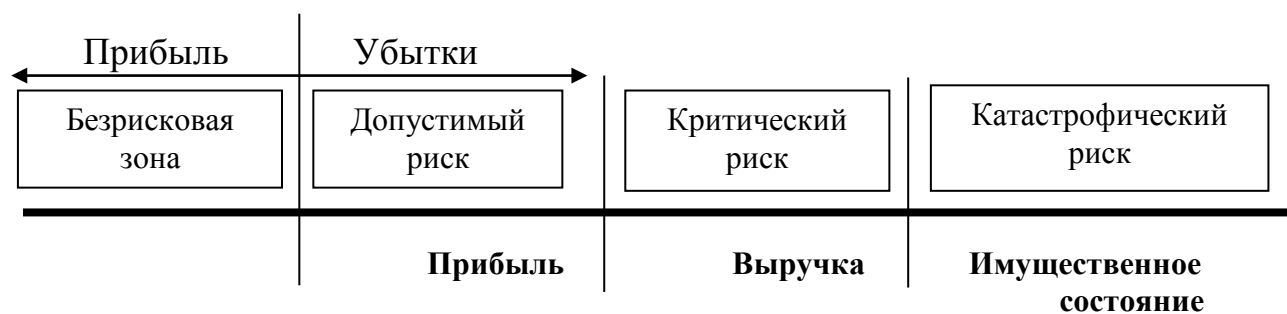 Прибыль Убытки
Безрисковая
зона
Допустимый
риск
Критический
риск
Катастрофический
риск
Прибыль
Выручка
Имущественное
состояние